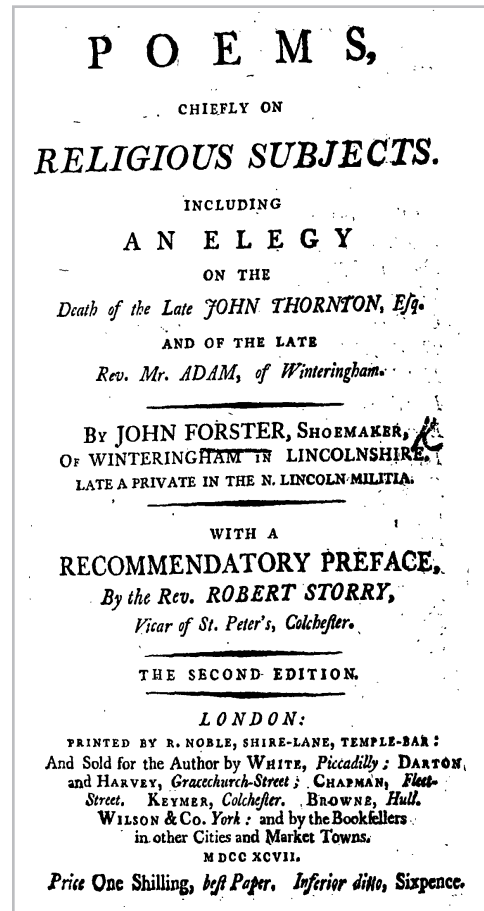 POEMS,
CHIEFLY ON
RELIGIOUS SUBJECTS.
INCLUDING
AN ELEGY
ON THE
Death of the Late JOHN THORNTON, Eſq.
AND OF THE LATE
Rev. Mr. ADAM, of Winteringham.
By JOHN FORSTER, Shoemaker,
Of WINTERINGHAM in LINCOLNSHIRE.
LATE A PRIVATE IN THE N. LINCOLN MILITIA.
WITH A
RECOMMENDATORY PREFACE,
By the Rev. ROBERT STORRY,
Vicar of St. Peter's, Colcheſter.
THE SECOND EDITION.
LONDON:
PRINTED BY R. NOBLE, SHIRE-LANE, TEMPLE-BAR:
And Sold for the Author by White, Piccadilly; Darton
and Harvey, Gracechurch-Street; Chapman, Fleet-
Street. Keymer, Colcheſter. Browne, Hull.
Wilson & Co. York: and by the Bookſellers
in other Cities and Market Towns.
MDCC XCVII.
Price One Shilling, beſt Paper. Inferior ditto, Sixpence.